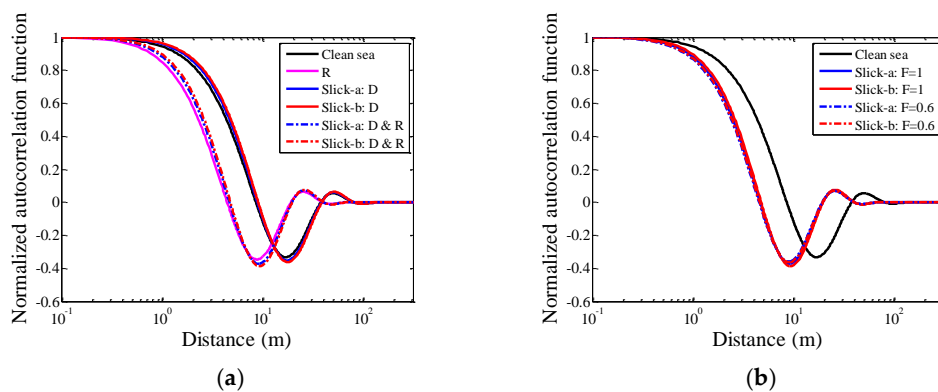 Normalized autocorrelation function
1
0.8
0.6
0.4
0.2
0
-0.2
-0.4
-0.6
10-1
100
101
102
Distance (m)
Clean sea
R
Slick-a: D
Slick-b: D
Slick-a: D & R
Slick-b: D & R
(a)
Normalized autocorrelation function
1
0.8
0.6
0.4
0.2
0
-0.2
-0.4
-0.6
10-1
100
101
102
Distance (m)
Clean sea
Slick-a: F=1
Slick-b: F=1
Slick-a: F=0.6
Slick-b: F=0.6
(b)